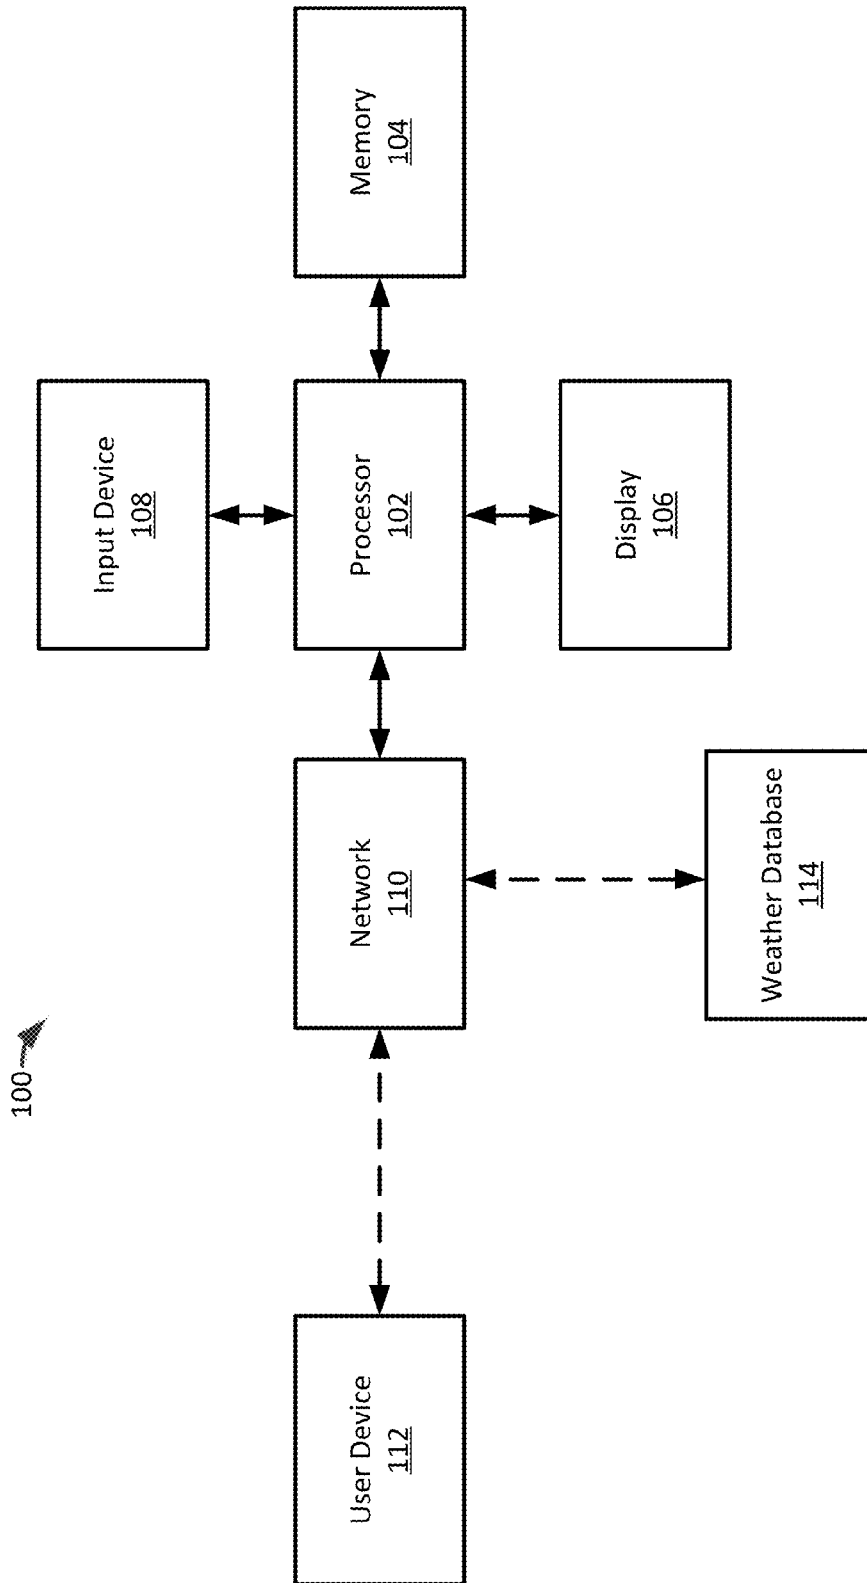 100
User Device
112
Network
110
Weather Database
114
Input Device
108
Processor
102
Display
106
Memory
104